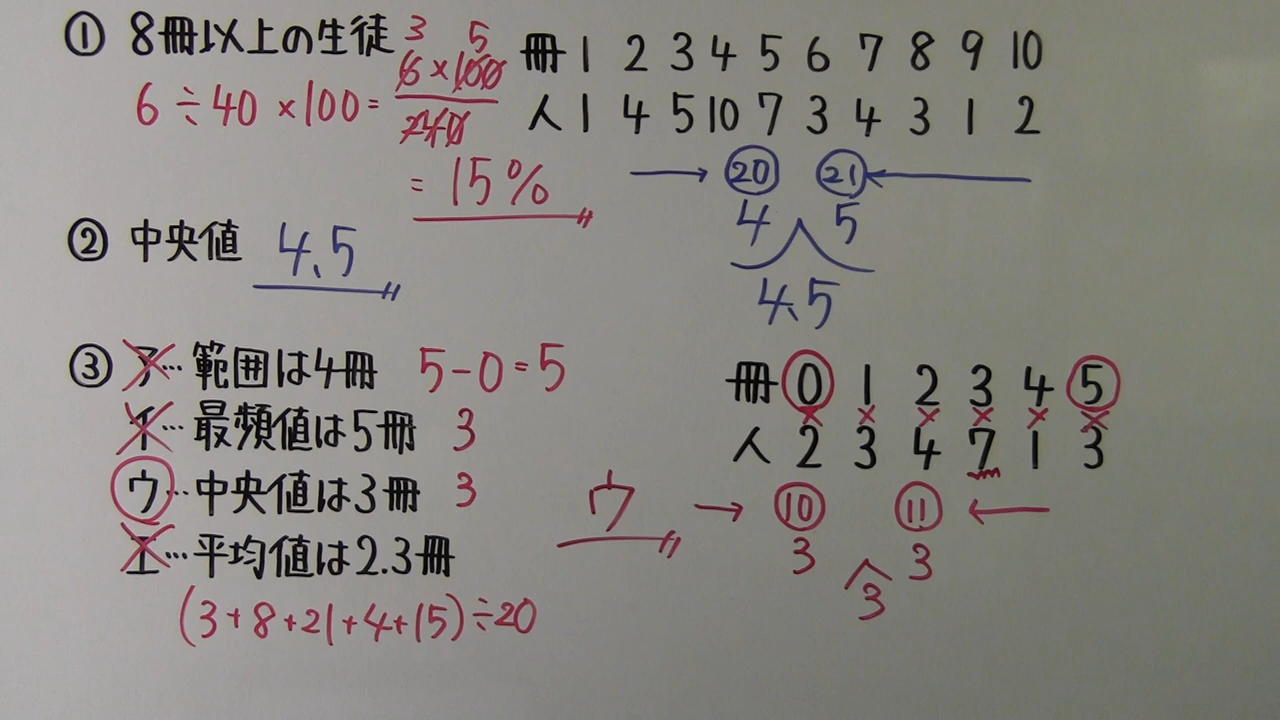 ① 8冊以上の生徒
6÷40×100= 3 5
6×100
240
= 15%
冊 1 2 3 4 5 6 7 8 9 10
人 1 4 5 10 7 3 4 3 1 2
→ ⑳ ㉑ ←
4 5
4.5
② 中央値 4.5
③ ア…範囲は4冊 5-0=5
イ…最頻値は5冊 3
ウ…中央値は3冊 3
エ…平均値は2.3冊
(3+8+21+4+15)÷20
ウ
冊 0 1 2 3 4 5
× × × × × ×
人 2 3 4 7 1 3
→ ⑩ ⑪ ←
3 3
3